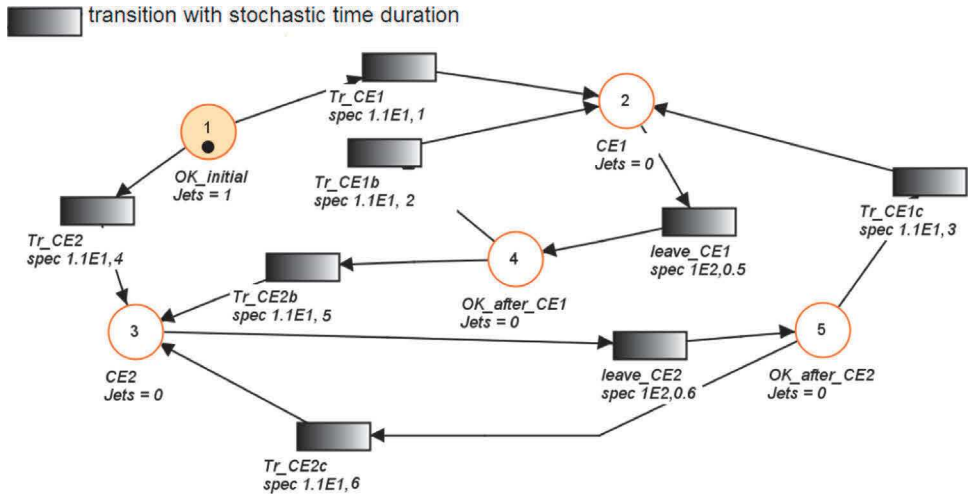 transition with stochastic time duration
Tr_CE1
spec 1.1E1, 1
1
OK_initial
Jets = 1
2
CE1
Jets = 0
Tr_CE1b
spec 1.1E1, 2
Tr_CE1c
spec 1.1E1, 3
Tr_CE2
spec 1.1E1, 4
leave_CE1
spec 1E2,0.5
4
OK_after_CE1
Jets = 0
Tr_CE2b
spec 1.1E1, 5
3
CE2
Jets = 0
leave_CE2
spec 1E2,0.6
5
OK_after_CE2
Jets = 0
Tr_CE2c
spec 1.1E1, 6